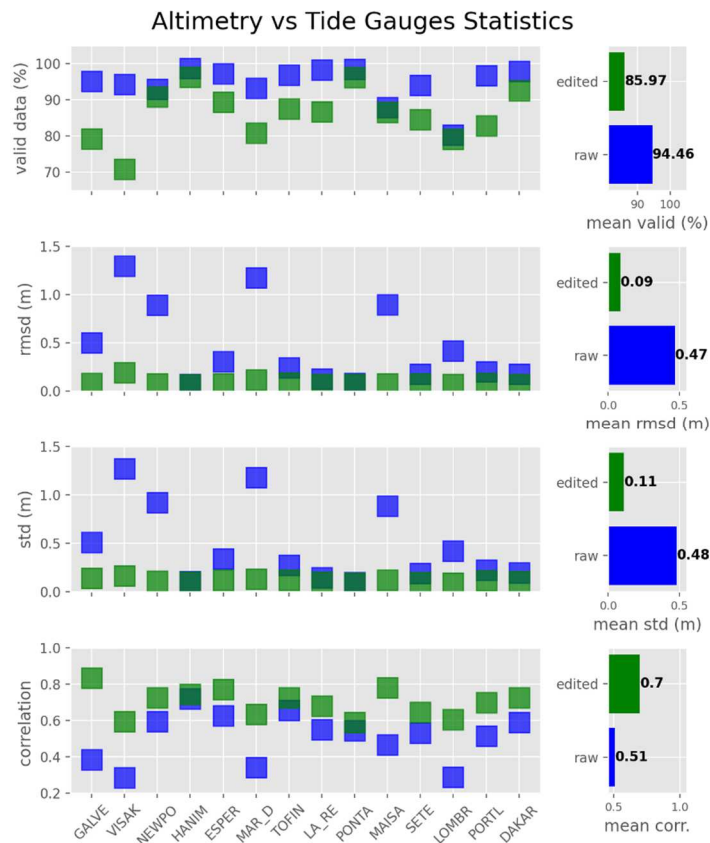 Altimetry vs Tide Gauges Statistics
valid data (%)
100
90
80
70
edited
raw
85.97
94.46
90
100
mean valid (%)
rmsd (m)
1.5
1.0
0.5
0.0
edited
raw
0.09
0.47
0.0
0.5
mean rmsd (m)
std (m)
1.5
1.0
0.5
0.0
edited
raw
0.11
0.48
0.0
0.5
mean std (m)
correlation
1.0
0.8
0.6
0.4
0.2
GALVE
VISAK
NEWPO
HANIM
ESPER
MAR_D
TOFIN
LA_RE
PONTA
MAISA
SETE
LOMBR
PORTL
DAKAR
edited
raw
0.7
0.51
0.5
1.0
mean corr.